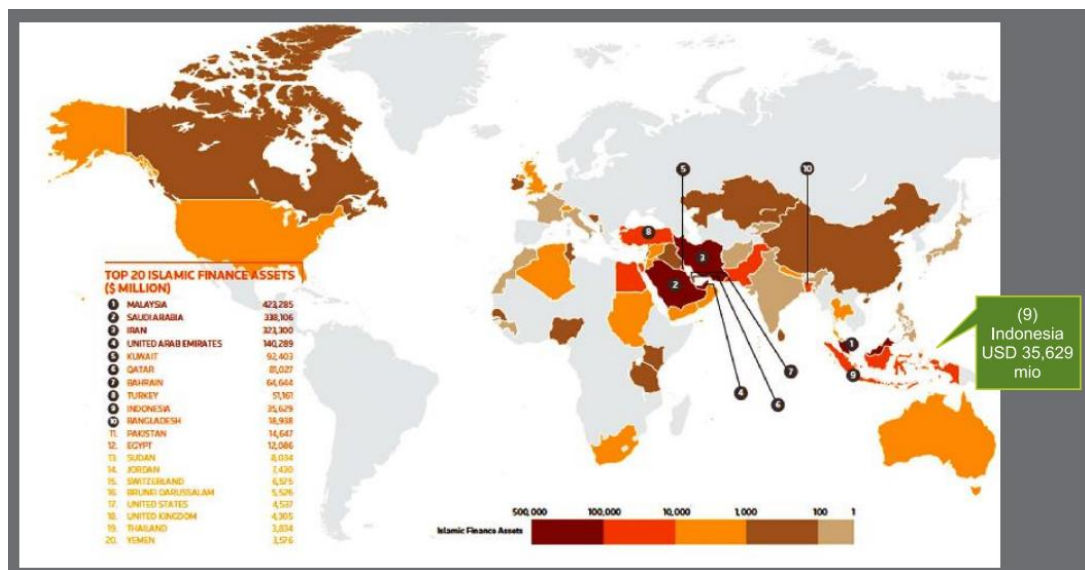 5
10
8
3
2
1
9
7
4
6
TOP 20 ISLAMIC FINANCE ASSETS
($ MILLION)
1 MALAYSIA 423,285
2 SAUDI ARABIA 338,106
3 IRAN 323,300
4 UNITED ARAB EMIRATES 140,289
5 KUWAIT 92,403
6 QATAR 81,027
7 BAHRAIN 64,644
8 TURKEY 51,161
9 INDONESIA 35,629
10 BANGLADESH 18,938
11. PAKISTAN 14,647
12. EGYPT 12,086
13. SUDAN
14. JORDAN 7,430
15. SWITZERLAND 6,575
16. BRUNEI DARUSSALAM 5,526
17. UNITED STATES 4,537
18. UNITED KINGDOM
19. THAILAND 3,834
20. YEMEN 3,576
(9)
Indonesia
USD 35,629
mio
500,000 100,000 10,000 1,000 100 1
Islamic Finance Assets